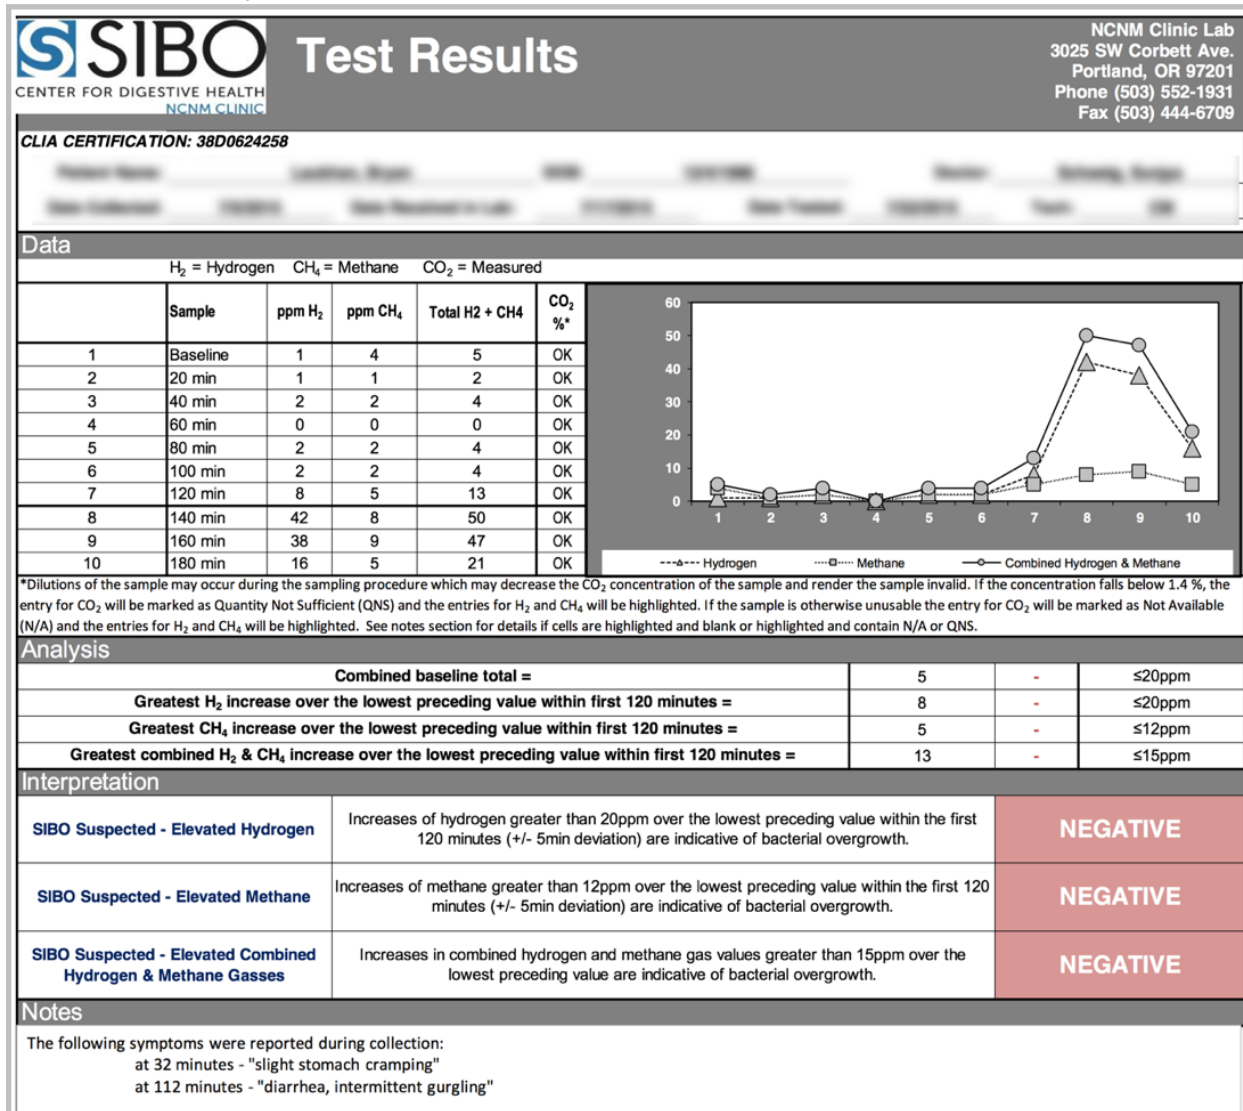 SIBO
CENTER FOR DIGESTIVE HEALTH
NCNM CLINIC
Test Results
NCNM Clinic Lab
3025 SW Corbett Ave.
Portland, OR 97201
Phone (503) 552-1931
Fax (503) 444-6709
CLIA CERTIFICATION: 38D0624258
Data
H₂ = Hydrogen CH₄ = Methane CO₂ = Measured
Sample ppm H₂ ppm CH₄ Total H2 + CH4 CO₂ %*
1 Baseline 1 4 5 OK
2 20 min 1 1 2 OK
3 40 min 2 2 4 OK
4 60 min 0 0 0 OK
5 80 min 2 2 4 OK
6 100 min 2 2 4 OK
7 120 min 8 5 13 OK
8 140 min 42 8 50 OK
9 160 min 38 9 47 OK
10 180 min 16 5 21 OK
60
50
40
30
20
10
0
1 2 3 4 5 6 7 8 9 10
Hydrogen Methane Combined Hydrogen & Methane
*Dilutions of the sample may occur during the sampling procedure which may decrease the CO₂ concentration of the sample and render the sample invalid. If the concentration falls below 1.4 %, the
entry for CO₂ will be marked as Quantity Not Sufficient (QNS) and the entries for H₂ and CH₄ will be highlighted. If the sample is otherwise unusable the entry for CO₂ will be marked as Not Available
(N/A) and the entries for H₂ and CH₄ will be highlighted. See notes section for details if cells are highlighted and blank or highlighted and contain N/A or QNS.
Analysis
Combined baseline total = 5 - ≤20ppm
Greatest H₂ increase over the lowest preceding value within first 120 minutes = 8 - ≤20ppm
Greatest CH₄ increase over the lowest preceding value within first 120 minutes = 5 - ≤12ppm
Greatest combined H₂ & CH₄ increase over the lowest preceding value within first 120 minutes = 13 - ≤15ppm
Interpretation
SIBO Suspected - Elevated Hydrogen
Increases of hydrogen greater than 20ppm over the lowest preceding value within the first
120 minutes (+/- 5min deviation) are indicative of bacterial overgrowth.
NEGATIVE
SIBO Suspected - Elevated Methane
Increases of methane greater than 12ppm over the lowest preceding value within the first 120
minutes (+/- 5min deviation) are indicative of bacterial overgrowth.
NEGATIVE
SIBO Suspected - Elevated Combined
Hydrogen & Methane Gasses
Increases in combined hydrogen and methane gas values greater than 15ppm over the
lowest preceding value are indicative of bacterial overgrowth.
NEGATIVE
Notes
The following symptoms were reported during collection:
at 32 minutes - "slight stomach cramping"
at 112 minutes - "diarrhea, intermittent gurgling"